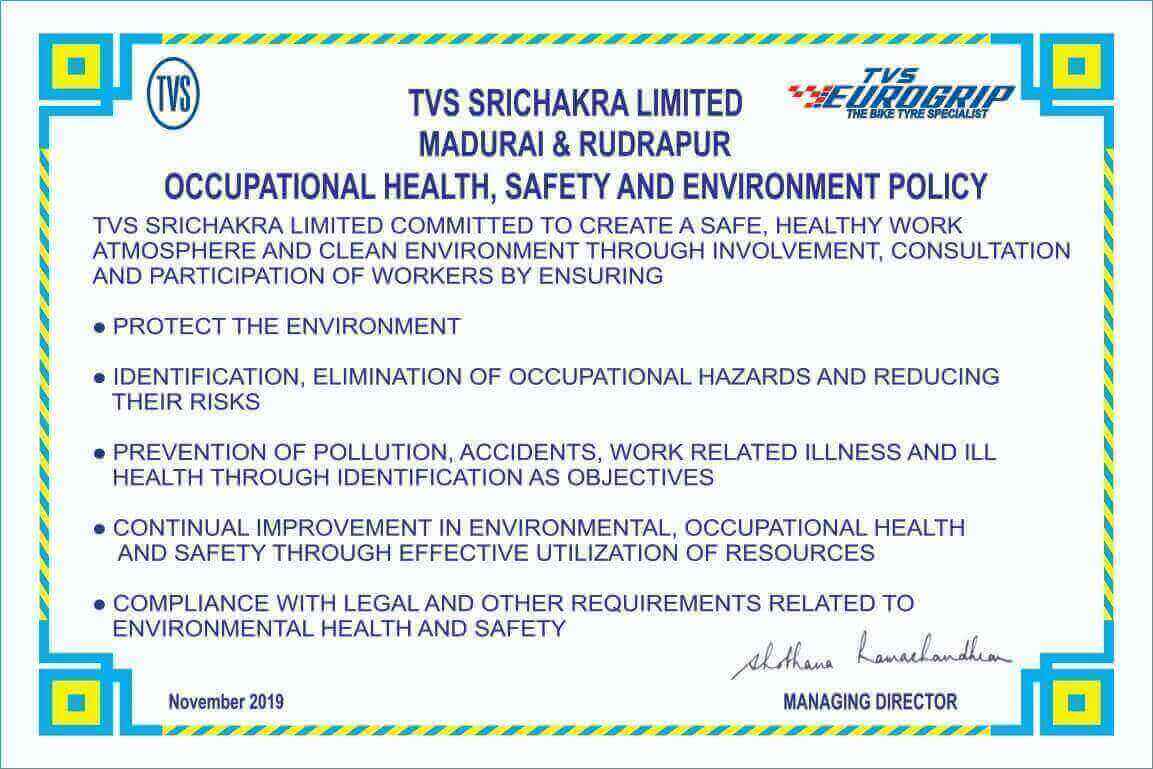 TVS
TVS
EUROGRIP
THE BIKE TYRE SPECIALIST
TVS SRICHAKRA LIMITED
MADURAI & RUDRAPUR
OCCUPATIONAL HEALTH, SAFETY AND ENVIRONMENT POLICY
TVS SRICHAKRA LIMITED COMMITTED TO CREATE A SAFE, HEALTHY WORK
ATMOSPHERE AND CLEAN ENVIRONMENT THROUGH INVOLVEMENT, CONSULTATION
AND PARTICIPATION OF WORKERS BY ENSURING
● PROTECT THE ENVIRONMENT
● IDENTIFICATION, ELIMINATION OF OCCUPATIONAL HAZARDS AND REDUCING
THEIR RISKS
● PREVENTION OF POLLUTION, ACCIDENTS, WORK RELATED ILLNESS AND ILL
HEALTH THROUGH IDENTIFICATION AS OBJECTIVES
● CONTINUAL IMPROVEMENT IN ENVIRONMENTAL, OCCUPATIONAL HEALTH
AND SAFETY THROUGH EFFECTIVE UTILIZATION OF RESOURCES
● COMPLIANCE WITH LEGAL AND OTHER REQUIREMENTS RELATED TO
ENVIRONMENTAL HEALTH AND SAFETY
November 2019
MANAGING DIRECTOR